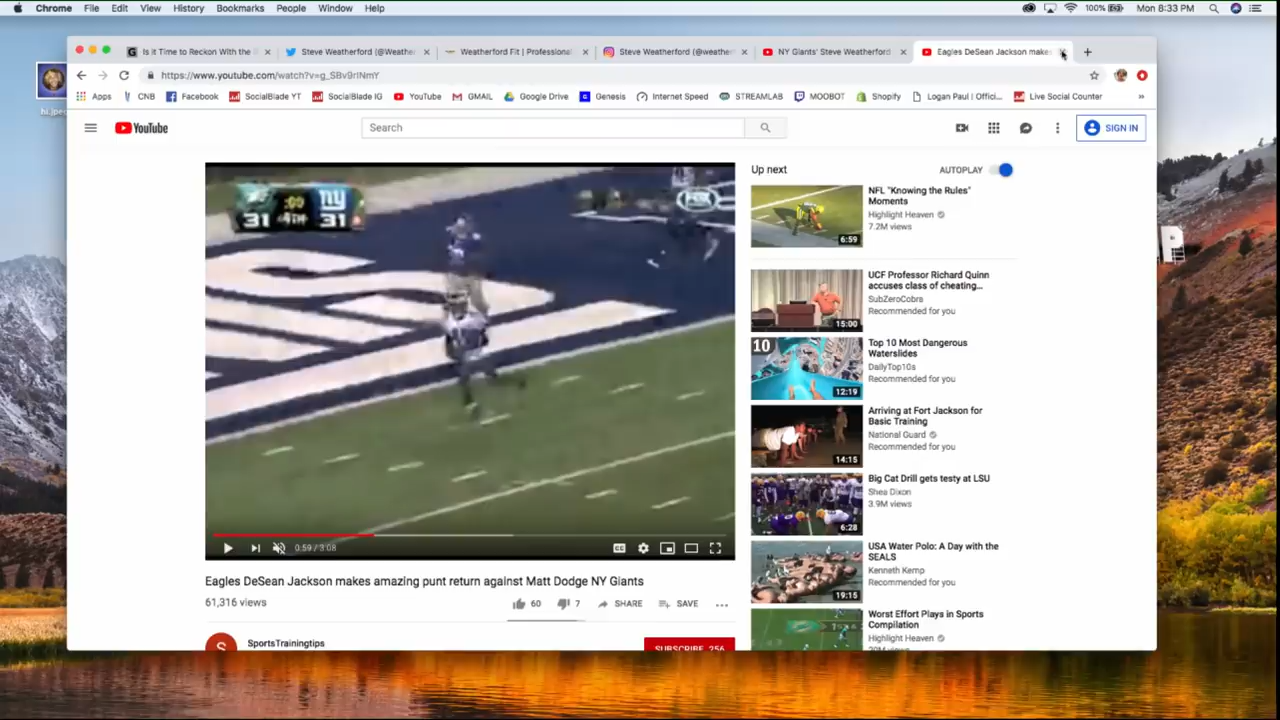 Chrome File Edit View History Bookmarks People Window Help 100% Mon 8:33 PM
Is it Time to Reckon With the Steve Weatherford (@Weather Weatherford Fit | Professional Steve Weatherford (@weather NY Giants' Steve Weatherford Eagles DeSean Jackson makes
https://www.youtube.com/watch?v=g_SBv9rINmY
Apps CNB Facebook SocialBlade YT SocialBlade IG YouTube GMAIL Google Drive Genesis Internet Speed STREAMLAB MOOBOT Shopify Logan Paul | Offici... Live Social Counter »
hi.jpeg
YouTube Search SIGN IN
31 :00 4TH NY 31
FOX
Eagles DeSean Jackson makes amazing punt return against Matt Dodge NY Giants
61,316 views
60 7 SHARE SAVE ...
0:59 / 3:08
CC
S SportsTrainingtips
SUBSCRIBE 256
Up next AUTOPLAY
NFL "Knowing the Rules"
Moments
Highlight Heaven
7.2M views
6:59
UCF Professor Richard Quinn
accuses class of cheating...
SubZeroCobra
Recommended for you
15:00
Top 10 Most Dangerous
Waterslides
DailyTop10s
Recommended for you
10
12:19
Arriving at Fort Jackson for
Basic Training
National Guard
Recommended for you
14:15
Big Cat Drill gets testy at LSU
Shea Dixon
3.9M views
6:28
USA Water Polo: A Day with the
SEALS
Kenneth Kemp
Recommended for you
19:15
Worst Effort Plays in Sports
Compilation
Highlight Heaven